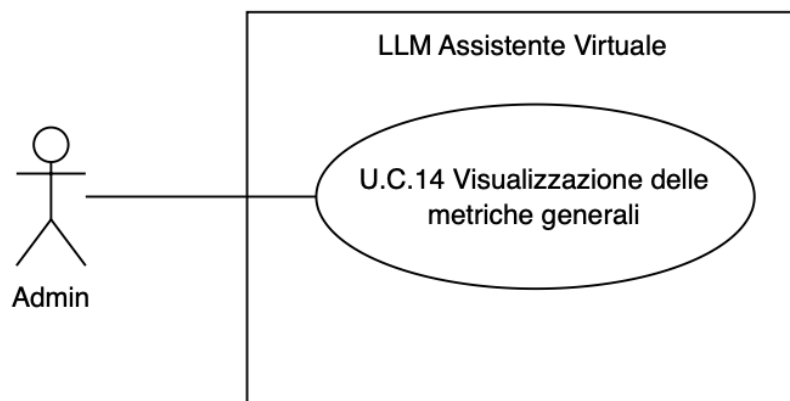 LLM Assistente Virtuale
U.C.14 Visualizzazione delle
metriche generali
Admin